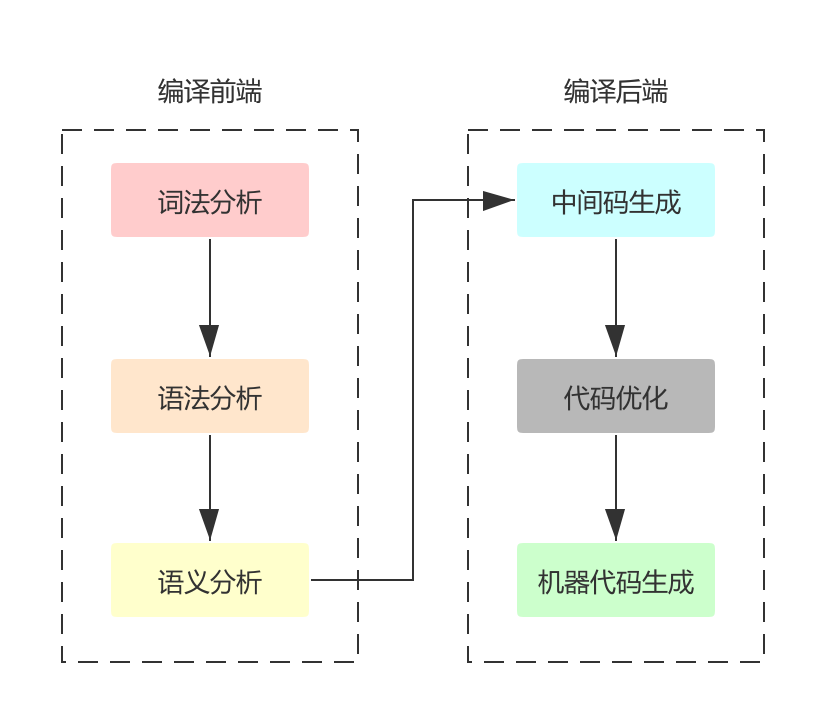 编译前端
词法分析
语法分析
语义分析
编译后端
中间码生成
代码优化
机器代码生成